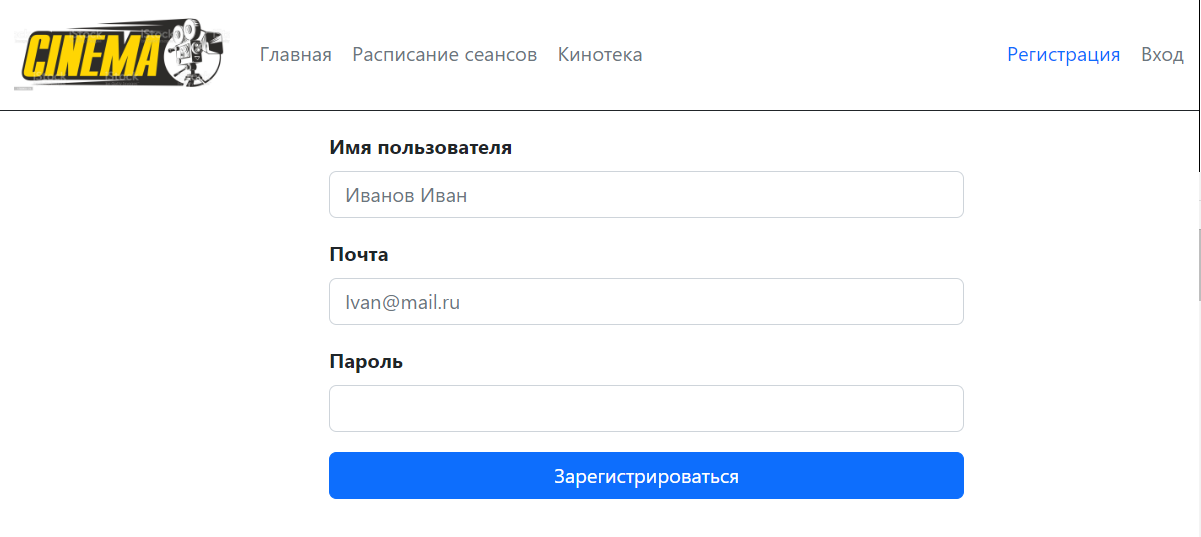 CINEMA
Главная Расписание сеансов Кинотека Регистрация Вход
Имя пользователя
Иванов Иван
Почта
Ivan@mail.ru
Пароль
Зарегистрироваться